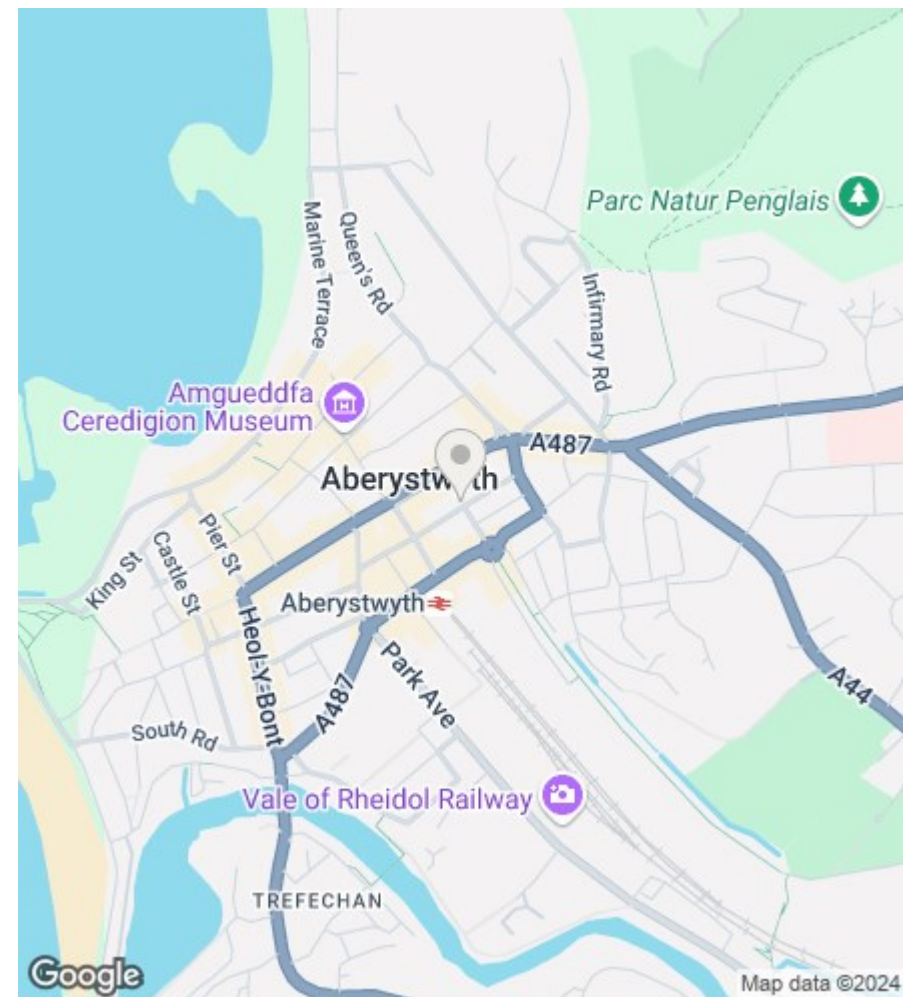 Parc Natur Penglais
Marine Terrace
Queen's Rd
Infirmary Rd
Amgueddfa
Ceredigion Museum
A487
Aberystwyth
Pier St
Castle St
King St
Aberystwyth
Heol-Y-Bont
A487
Park Ave
A44
South Rd
Vale of Rheidol Railway
TREFECHAN
Google
Map data ©2024